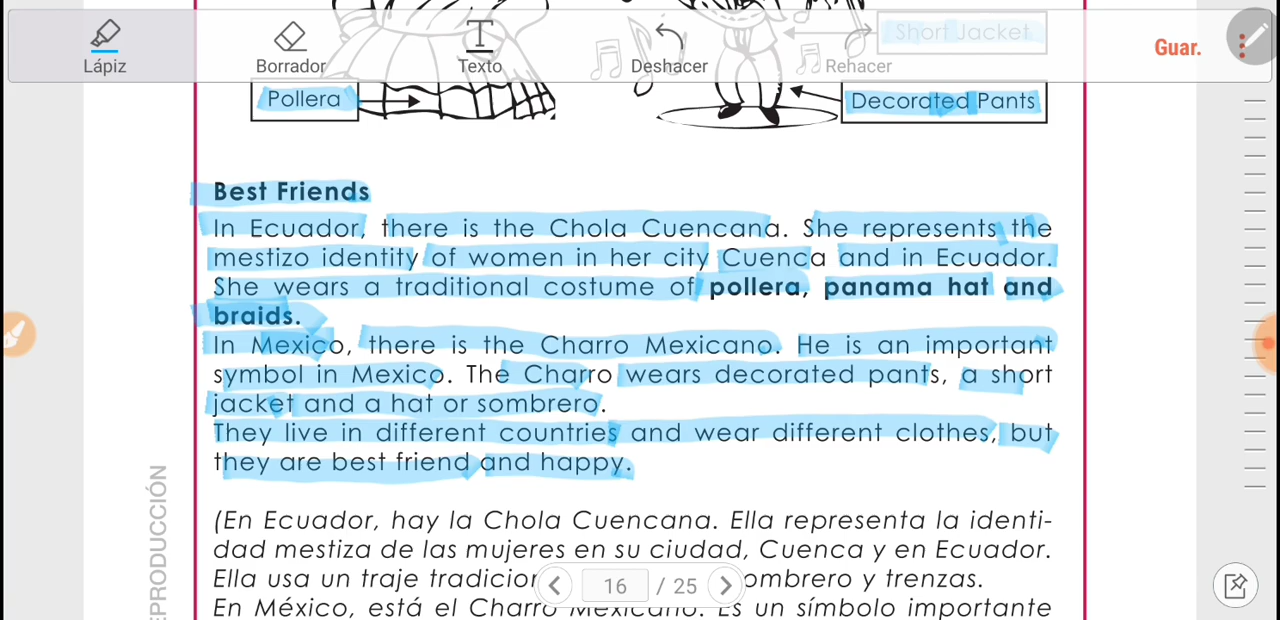 Short Jacket
Guar.
Lápiz
Borrador
Texto
Deshacer
Rehacer
Pollera
Decorated Pants
Best Friends
In Ecuador, there is the Chola Cuencana. She represents the
mestizo identity of women in her city Cuenca and in Ecuador.
She wears a traditional costume of pollera, panama hat and
braids.
In Mexico, there is the Charro Mexicano. He is an important
symbol in Mexico. The Charro wears decorated pants, a short
jacket and a hat or sombrero.
They live in different countries and wear different clothes, but
they are best friend and happy.
(En Ecuador, hay la Chola Cuencana. Ella representa la identi-
dad mestiza de las mujeres en su ciudad, Cuenca y en Ecuador.
Ella usa un traje tradicion ombrero y trenzas.
16 / 25
En México, está el Charro Mexicano. Es un símbolo importante
EPRODUCCIÓN